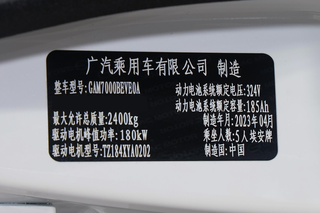 广汽乘用车有限公司 制造
整车型号: GAM7000BEVE0A
动力电池系统额定电压: 324V
动力电池系统额定容量: 185Ah
最大允许总质量: 2400kg
制造年月: 2023年04月
驱动电机峰值功率: 180kW
乘坐人数: 5人 埃安牌
驱动电机型号: TZ184XYA0202
制造国: 中国